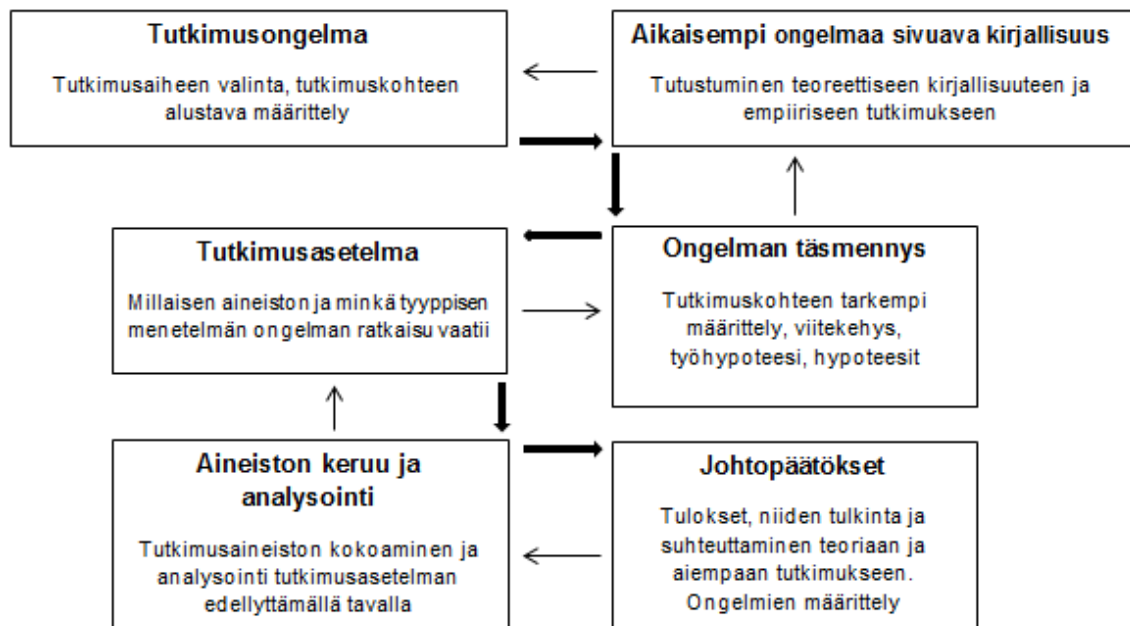 Tutkimusongelma
Tutkimusaiheen valinta, tutkimuskohteen
alustava määrittely
Aikaisempi ongelmaa sivuava kirjallisuus
Tutustuminen teoreettiseen kirjallisuuteen ja
empiiriseen tutkimukseen
Tutkimusasetelma
Millaisen aineiston ja minkä tyyppisen
menetelmän ongelman ratkaisu vaatii
Ongelman täsmennys
Tutkimuskohteen tarkempi
määrittely, viitekehys,
työhypoteesi, hypoteesit
Aineiston keruu ja
analysointi
Tutkimusaineiston kokoaminen ja
analysointi tutkimusasetelman
edellyttämällä tavalla
Johtopäätökset
Tulokset, niiden tulkinta ja
suhteuttaminen teoriaan ja
aiempaan tutkimukseen.
Ongelmien määrittely